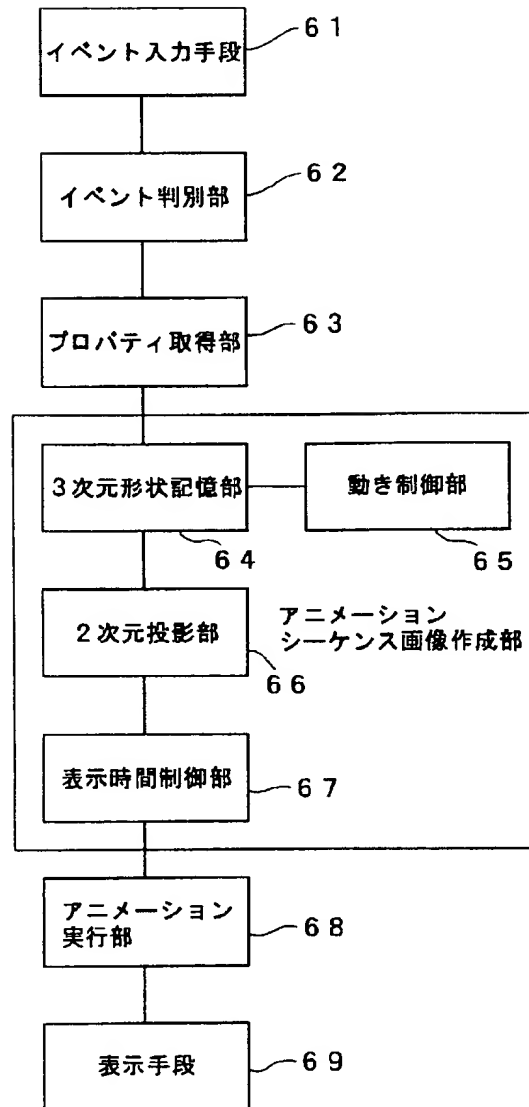 ６１
イベント入力手段
６２
イベント判別部
６３
プロパティ取得部
３次元形状記憶部
動き制御部
６４
６５
２次元投影部
アニメーション
シーケンス画像作成部
６６
表示時間制御部
６７
アニメーション
実行部
６８
表示手段
６９